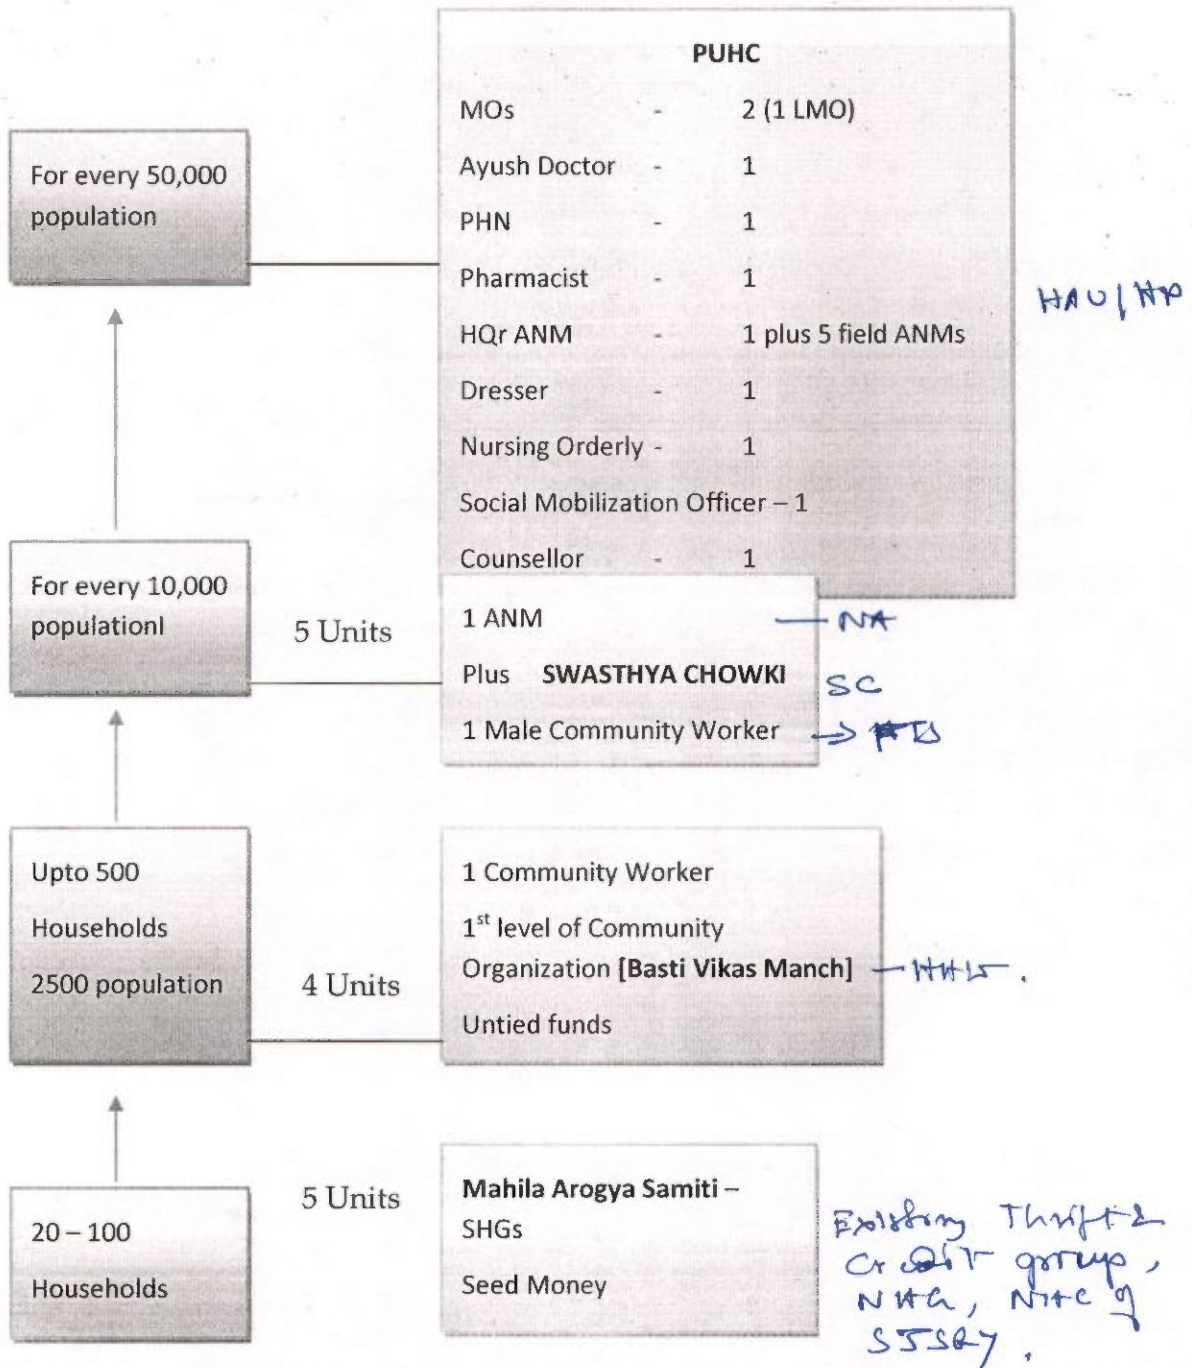 PUHC
MOs - 2 (1 LMO)
Ayush Doctor - 1
PHN - 1
Pharmacist - 1
HQr ANM - 1 plus 5 field ANMs
Dresser - 1
Nursing Orderly - 1
Social Mobilization Officer – 1
Counsellor - 1
For every 50,000
population
HAU/HP
For every 10,000
populationl
5 Units
1 ANM — NA
Plus SWASTHYA CHOWKI SC
1 Male Community Worker →
Upto 500
Households
2500 population
4 Units
1 Community Worker
1st level of Community
Organization [Basti Vikas Manch] —
Untied funds
20 – 100
Households
5 Units
Mahila Arogya Samiti –
SHGs
Seed Money
Existing Thrift &
Credit group,
of